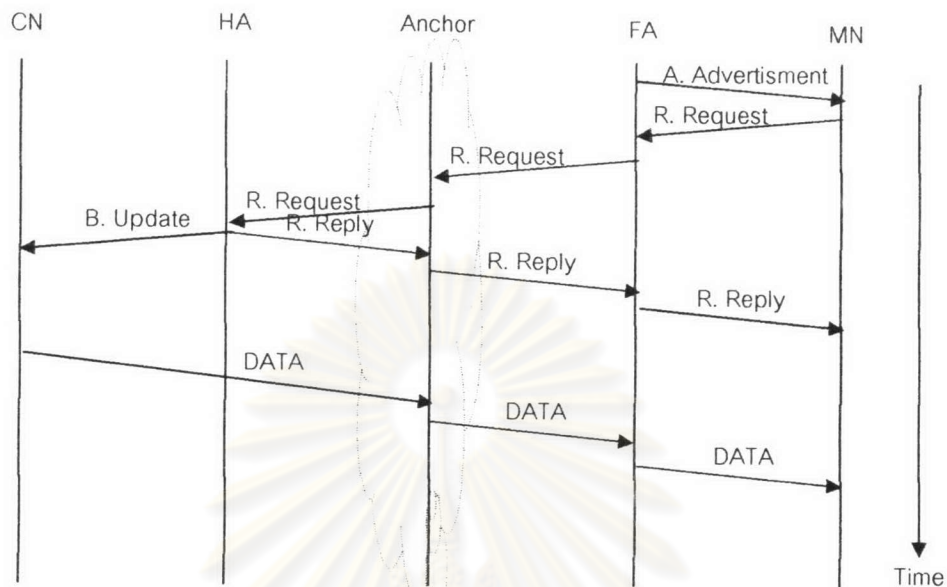 CN
HA
Anchor
FA
MN
A. Advertisment
R. Request
R. Request
R. Request
B. Update
R. Reply
R. Reply
R. Reply
DATA
DATA
DATA
Time